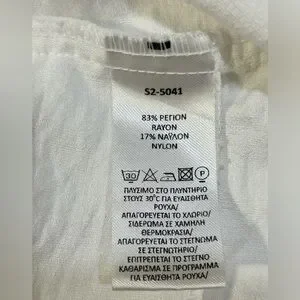 S2-5041
83% ΡΕΓΙΟΝ
RAYON
17% ΝΑΫΛΟΝ
NYLON
30 P
ΠΛΥΣΙΜΟ ΣΤΟ ΠΛΥΝΤΗΡΙΟ
ΣΤΟΥΣ 30°C ΓΙΑ ΕΥΑΙΣΘΗΤΑ
ΡΟΥΧΑ/
ΑΠΑΓΟΡΕΥΕΤΑΙ ΤΟ ΧΛΩΡΙΟ/
ΣΙΔΕΡΩΜΑ ΣΕ ΧΑΜΗΛΗ
ΘΕΡΜΟΚΡΑΣΙΑ/
ΑΠΑΓΟΡΕΥΕΤΑΙ ΤΟ ΣΤΕΓΝΩΜΑ
ΣΕ ΣΤΕΓΝΩΤΗΡΙΟ/
ΕΠΙΤΡΕΠΕΤΑΙ ΤΟ ΣΤΕΓΝΟ
ΚΑΘΑΡΙΣΜΑ ΣΕ ΠΡΟΓΡΑΜΜΑ
ΓΙΑ ΕΥΑΙΣΘΗΤΑ ΡΟΥΧΑ